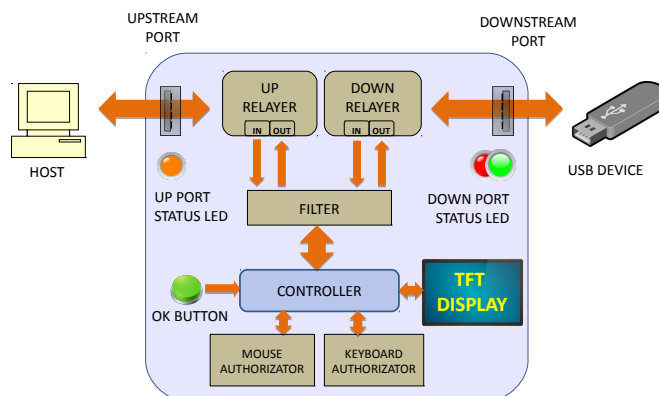 UPSTREAM
PORT
DOWNSTREAM
PORT
UP
RELAYER
IN OUT
DOWN
RELAYER
IN OUT
HOST
USB DEVICE
UP PORT
STATUS LED
DOWN PORT
STATUS LED
FILTER
CONTROLLER
OK BUTTON
TFT
DISPLAY
MOUSE
AUTHORIZATOR
KEYBOARD
AUTHORIZATOR